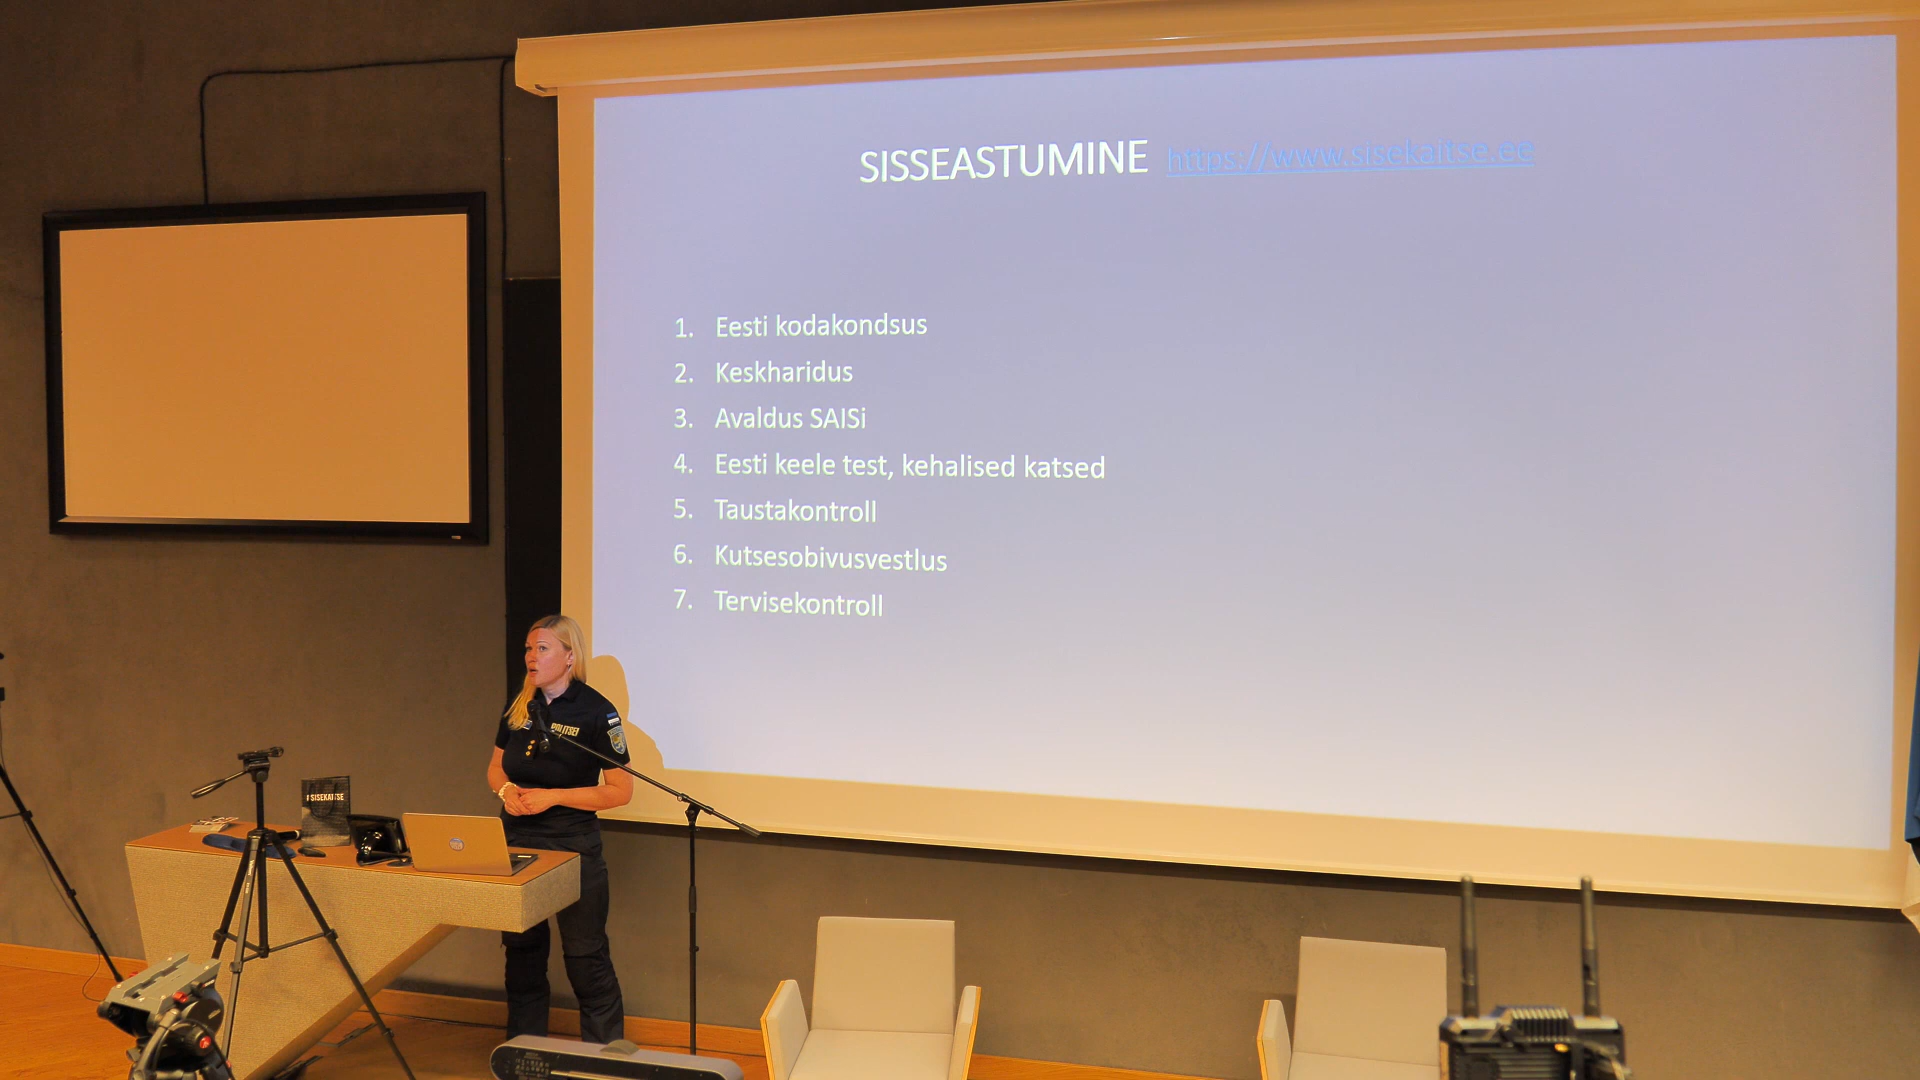 SISSEASTUMINE https://www.sisekaitse.ee
1. Eesti kodakondsus
2. Keskharidus
3. Avaldus SAISi
4. Eesti keele test, kehalised katsed
5. Taustakontroll
6. Kutsesobivusvestlus
7. Tervisekontroll
POLITSEI
SISEKAITSE